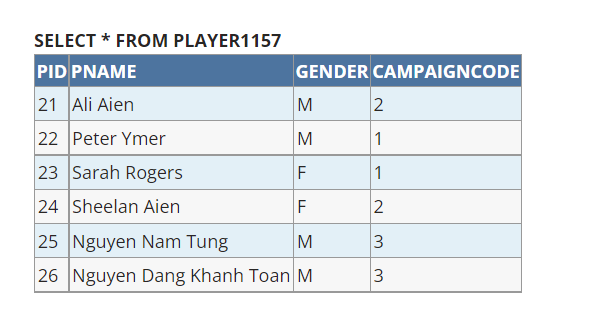 SELECT * FROM PLAYER1157
PID PNAME GENDER CAMPAIGNCODE
21 Ali Aien M 2
22 Peter Ymer M 1
23 Sarah Rogers F 1
24 Sheelan Aien F 2
25 Nguyen Nam Tung M 3
26 Nguyen Dang Khanh Toan M 3